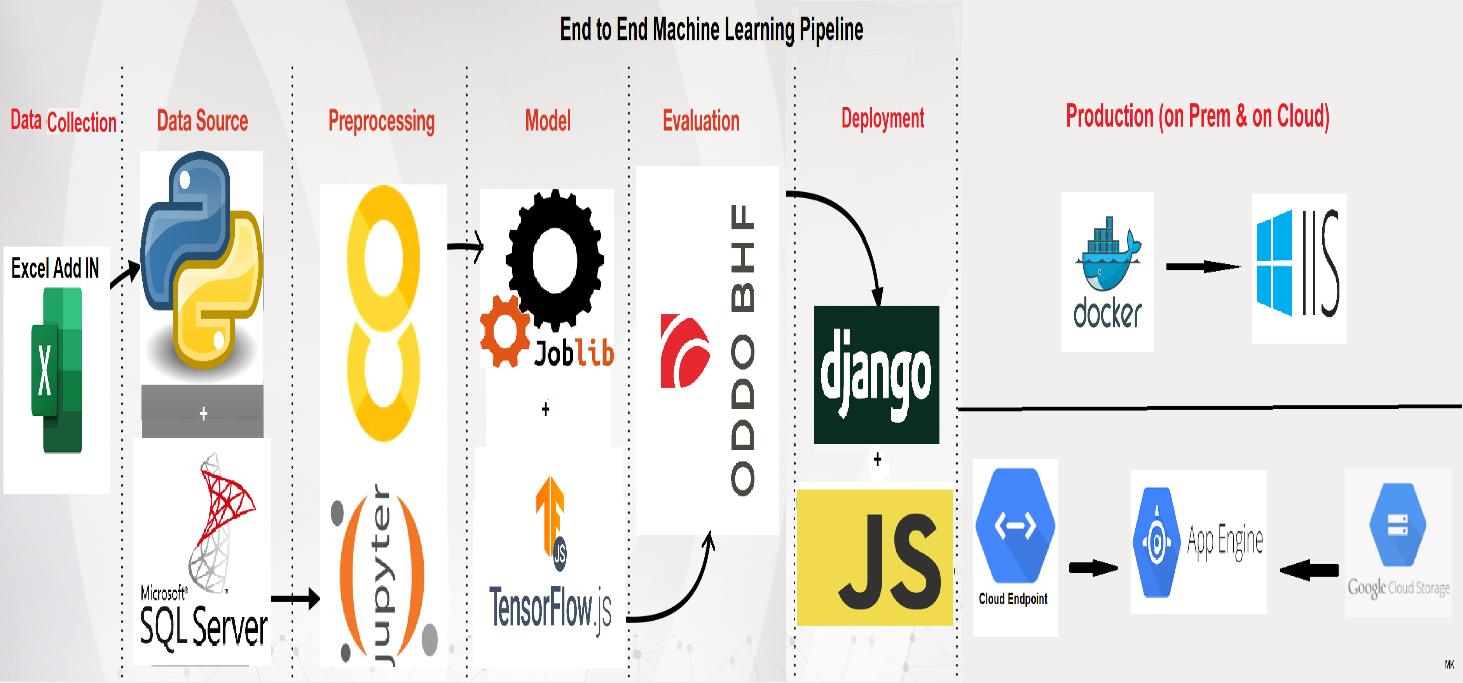 End to End Machine Learning Pipeline
Data Collection
Data Source
Preprocessing
Model
Evaluation
Deployment
Production (on Prem & on Cloud)
Excel Add IN
X
+
Microsoft®
SQL Server
Jupyter
Joblib
+
JS
TensorFlow.js
ODDO BHF
django
+
JS
docker
IIS
Cloud Endpoint
App Engine
Google Cloud Storage
MK